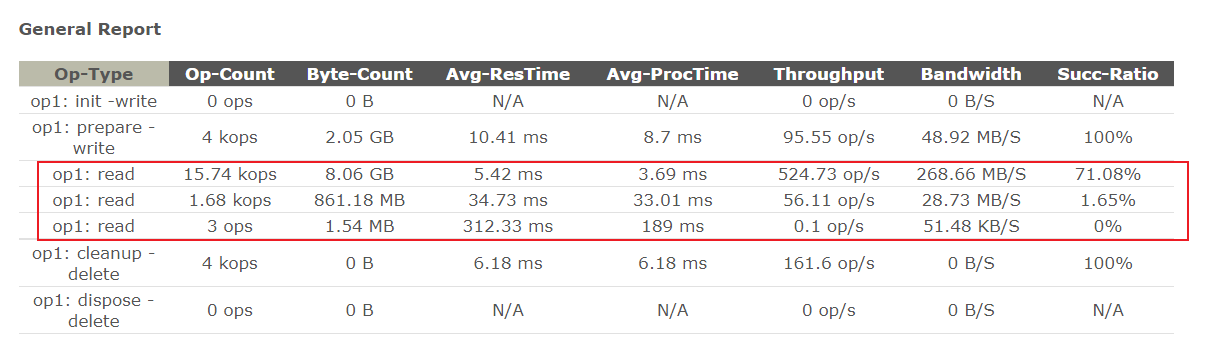 General Report
Op-Type Op-Count Byte-Count Avg-ResTime Avg-ProcTime Throughput Bandwidth Succ-Ratio
op1: init -write 0 ops 0 B N/A N/A 0 op/s 0 B/S N/A
op1: prepare -
write 4 kops 2.05 GB 10.41 ms 8.7 ms 95.55 op/s 48.92 MB/S 100%
op1: read 15.74 kops 8.06 GB 5.42 ms 3.69 ms 524.73 op/s 268.66 MB/S 71.08%
op1: read 1.68 kops 861.18 MB 34.73 ms 33.01 ms 56.11 op/s 28.73 MB/S 1.65%
op1: read 3 ops 1.54 MB 312.33 ms 189 ms 0.1 op/s 51.48 KB/S 0%
op1: cleanup -
delete 4 kops 0 B 6.18 ms 6.18 ms 161.6 op/s 0 B/S 100%
op1: dispose -
delete 0 ops 0 B N/A N/A 0 op/s 0 B/S N/A